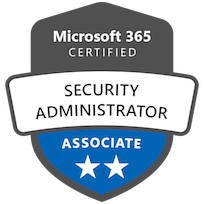 Microsoft 365
CERTIFIED
SECURITY
ADMINISTRATOR
ASSOCIATE